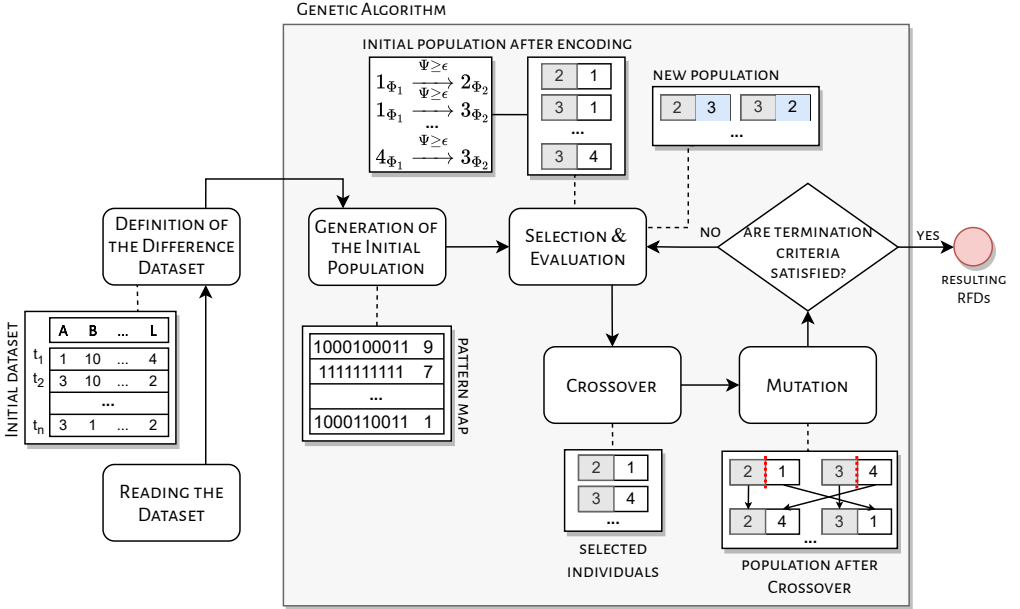 Genetic Algorithm
Initial population after encoding
1Φ1 Ψ≥ϵ⟶ 2Φ2
1Φ1 Ψ≥ϵ⟶ 3Φ2
...
4Φ1 Ψ≥ϵ⟶ 3Φ2
2 1
3 1
...
3 4
New population
2 3 3 2
...
Definition of
the Difference
Dataset
Generation of
the Initial
Population
Selection &
Evaluation
No
Are termination
criteria
satisfied?
Yes
resulting
RFDs
Initial dataset
A B ... L
t1 1 10 ... 4
t2 3 10 ... 2
...
tn 3 1 ... 2
Reading the
Dataset
1000100011 9
1111111111 7
...
1000110011 1
pattern map
Crossover
Mutation
2 1
3 4
...
selected
individuals
2 1 3 4
2 4 3 1
...
population after
Crossover